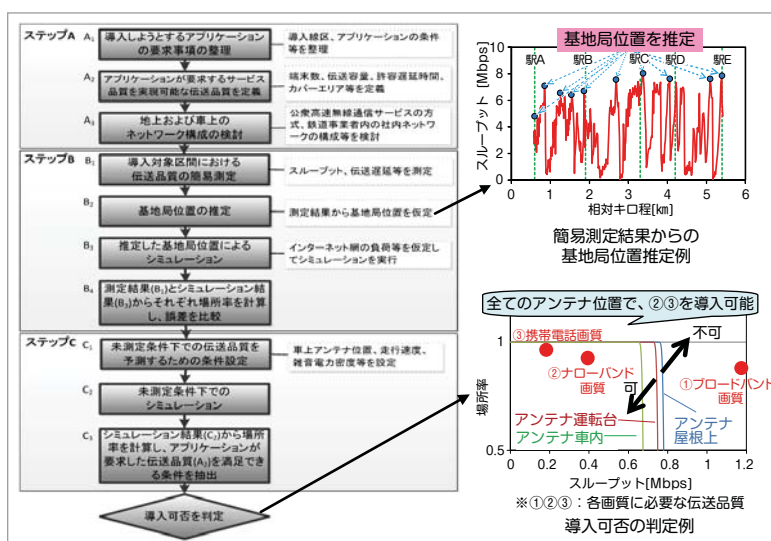 ステップA
A₁
導入しようとするアプリケーション
の要求事項の整理
導入線区、アプリケーションの条件
等を整理
A₂
アプリケーションが要求するサービス
品質を実現可能な伝送品質を定義
端末数、伝送容量、許容遅延時間、
カバーエリア等を定義
A₃
地上および車上の
ネットワーク構成の検討
公衆高速無線通信サービスの方
式、鉄道事業者内の社内ネットワ
ークの構成等を検討
ステップB
B₁
導入対象区間における
伝送品質の簡易測定
スループット、伝送遅延等を測定
B₂
基地局位置の推定
測定結果から基地局位置を仮定
B₃
推定した基地局位置による
シミュレーション
インターネット網の負荷等を仮定し
てシミュレーションを実行
B₄
測定結果(B₁)とシミュレーション結
果(B₃)からそれぞれ場所率を計算
し、誤差を比較
ステップC
C₁
未測定条件下での伝送品質を
予測するための条件設定
車上アンテナ位置、走行速度、
雑音電力密度等を設定
C₂
未測定条件下での
シミュレーション
C₃
シミュレーション結果(C₂)から場所
率を計算し、アプリケーションが
要求した伝送品質(A₂)を満足でき
る条件を抽出
導入可否を判定
基地局位置を推定
スループット [Mbps]
10
8
6
4
2
0
駅A
駅B
駅C
駅D
駅E
0 1 2 3 4 5 6
相対キロ程[km]
簡易測定結果からの
基地局位置推定例
全てのアンテナ位置で、②③を導入可能
場所率
1
0.5
③携帯電話画質
不可
②ナローバンド
画質
可
①ブロードバンド
画質
アンテナ運転台
アンテナ車内
アンテナ
屋根上
0 0.2 0.4 0.6 0.8 1 1.2
スループット[Mbps]
※①②③：各画質に必要な伝送品質
導入可否の判定例